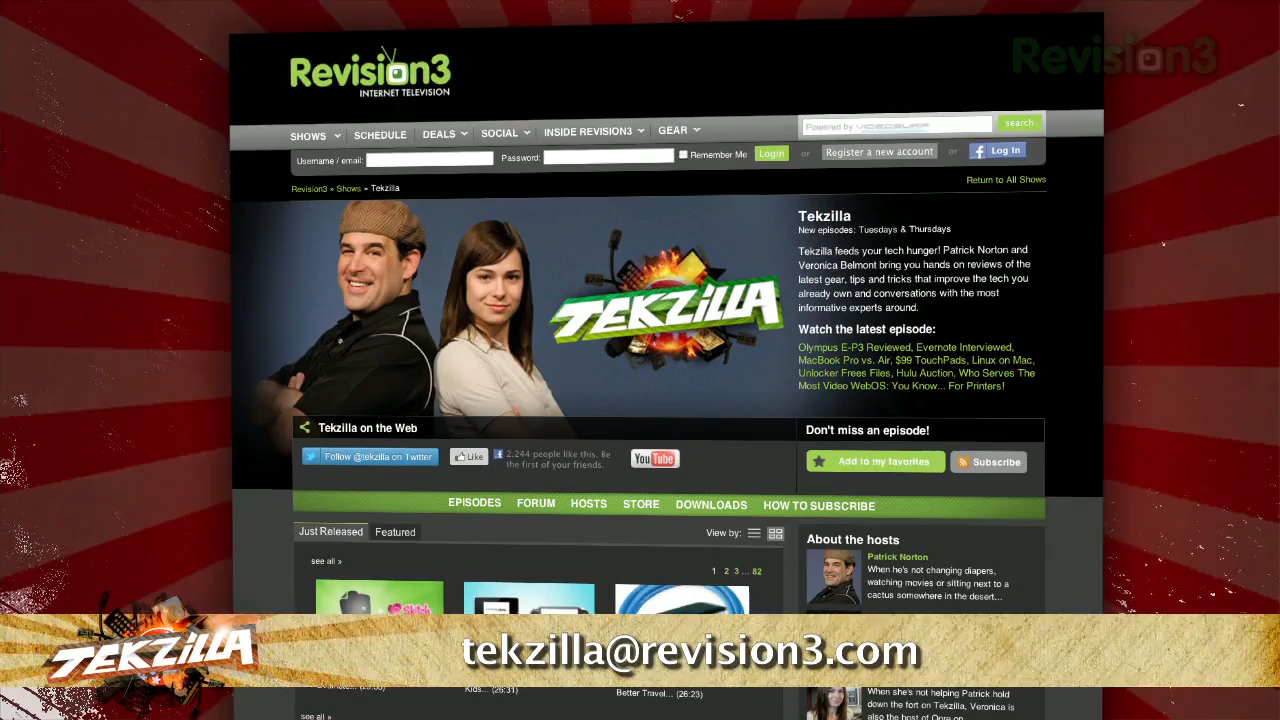 Revision3
INTERNET TELEVISION
Revision3
SHOWS
SCHEDULE
DEALS
SOCIAL
INSIDE REVISION3
GEAR
Powered by VIDEOSURF
search
Username / email:
Password:
Remember Me
Login
or
Register a new account
or
f Log In
Revision3 » Shows » Tekzilla
Return to All Shows
TEKZILLA
Tekzilla
New episodes: Tuesdays & Thursdays
Tekzilla feeds your tech hunger! Patrick Norton and
Veronica Belmont bring you hands on reviews of the
latest gear, tips and tricks that improve the tech you
already own and conversations with the most
informative experts around.
Watch the latest episode:
Olympus E-P3 Reviewed, Evernote Interviewed,
MacBook Pro vs. Air, $99 TouchPads, Linux on Mac,
Unlocker Frees Files, Hulu Auction, Who Serves The
Most Video WebOS: You Know... For Printers!
Tekzilla on the Web
Follow @tekzilla on Twitter
Like
2,244 people like this. Be
the first of your friends.
You Tube
Don't miss an episode!
Add to my favorites
Subscribe
EPISODES
FORUM
HOSTS
STORE
DOWNLOADS
HOW TO SUBSCRIBE
Just Released
Featured
View by:
see all »
1 2 3 ... 82
About the hosts
Patrick Norton
When he's not changing diapers,
watching movies or sitting next to a
cactus somewhere in the desert...
TEKZILLA
tekzilla@revision3.com
Kids... (26:31)
Better Travel... (26:23)
When she's not helping Patrick hold
down the fort on Tekzilla, Veronica is
also the host of
see all »